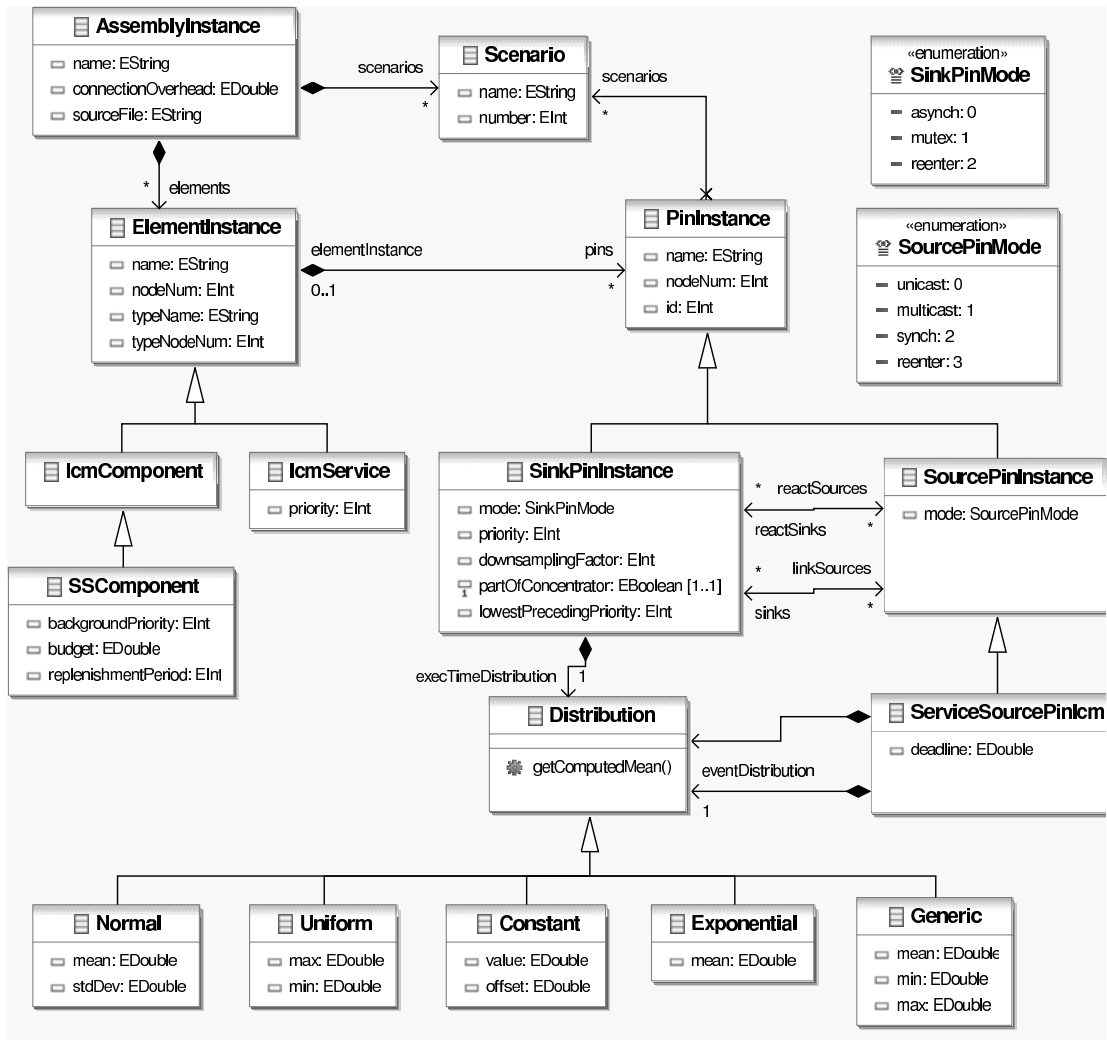 AssemblyInstance
name: EString
connectionOverhead: EDouble
sourceFile: EString
scenarios
*
Scenario
name: EString
number: EInt
scenarios
*
«enumeration»
SinkPinMode
asynch: 0
mutex: 1
reenter: 2
* elements
ElementInstance
name: EString
nodeNum: EInt
typeName: EString
typeNodeNum: EInt
elementInstance
0..1
pins
*
PinInstance
name: EString
nodeNum: EInt
id: EInt
«enumeration»
SourcePinMode
unicast: 0
multicast: 1
synch: 2
reenter: 3
IcmComponent
IcmService
priority: EInt
SSComponent
backgroundPriority: EInt
budget: EDouble
replenishmentPeriod: EInt
SinkPinInstance
mode: SinkPinMode
priority: EInt
downsamplingFactor: EInt
1
partOfConcentrator: EBoolean [1..1]
lowestPrecedingPriority: EInt
* reactSources
reactSinks *
* linkSources
sinks *
SourcePinInstance
mode: SourcePinMode
execTimeDistribution 1
Distribution
getComputedMean()
eventDistribution
1
ServiceSourcePinIcm
deadline: EDouble
Normal
mean: EDouble
stdDev: EDouble
Uniform
max: EDouble
min: EDouble
Constant
value: EDouble
offset: EDouble
Exponential
mean: EDouble
Generic
mean: EDouble
min: EDouble
max: EDouble